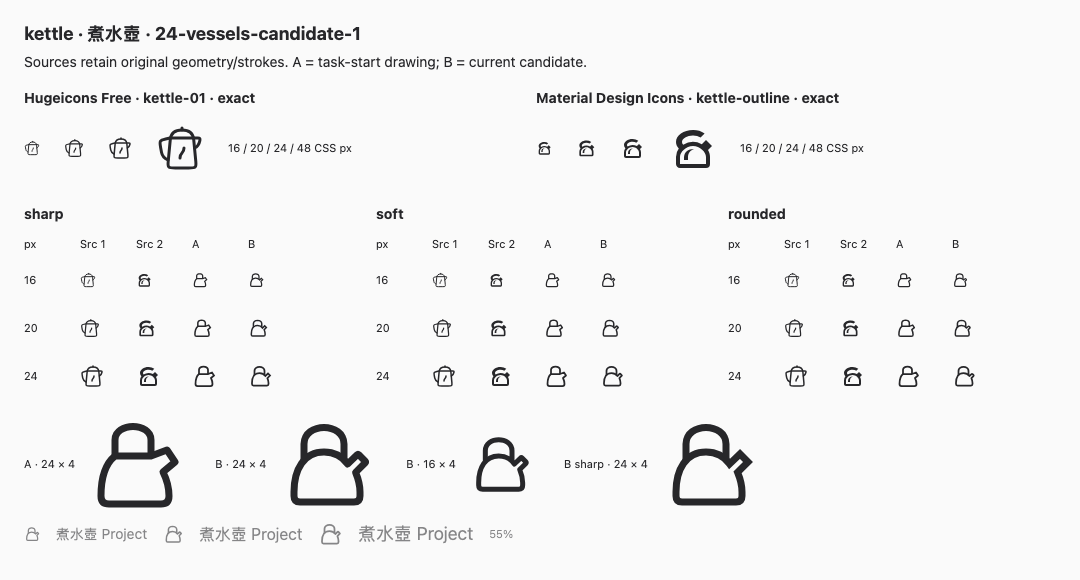 kettle · 煮水壺 · 24-vessels-candidate-1
Sources retain original geometry/strokes. A = task-start drawing; B = current candidate.
Hugeicons Free · kettle-01 · exact
Material Design Icons · kettle-outline · exact
16 / 20 / 24 / 48 CSS px
16 / 20 / 24 / 48 CSS px
sharp
soft
rounded
px Src 1 Src 2 A B
px Src 1 Src 2 A B
px Src 1 Src 2 A B
16
16
16
20
20
20
24
24
24
A · 24 × 4
B · 24 × 4
B · 16 × 4
B sharp · 24 × 4
煮水壺 Project
煮水壺 Project
煮水壺 Project
55%